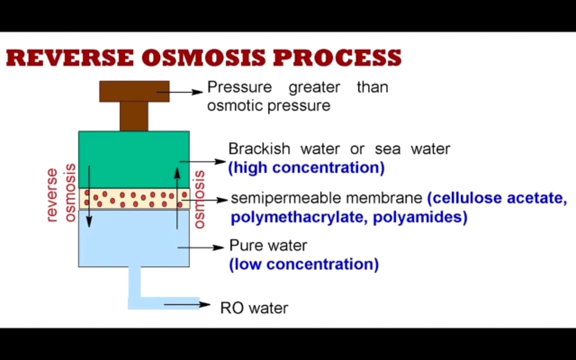 REVERSE OSMOSIS PROCESS
Pressure greater than
osmotic pressure
Brackish water or sea water
(high concentration)
reverse
osmosis
osmosis
semipermeable membrane (cellulose acetate,
polymethacrylate, polyamides)
Pure water
(low concentration)
RO water